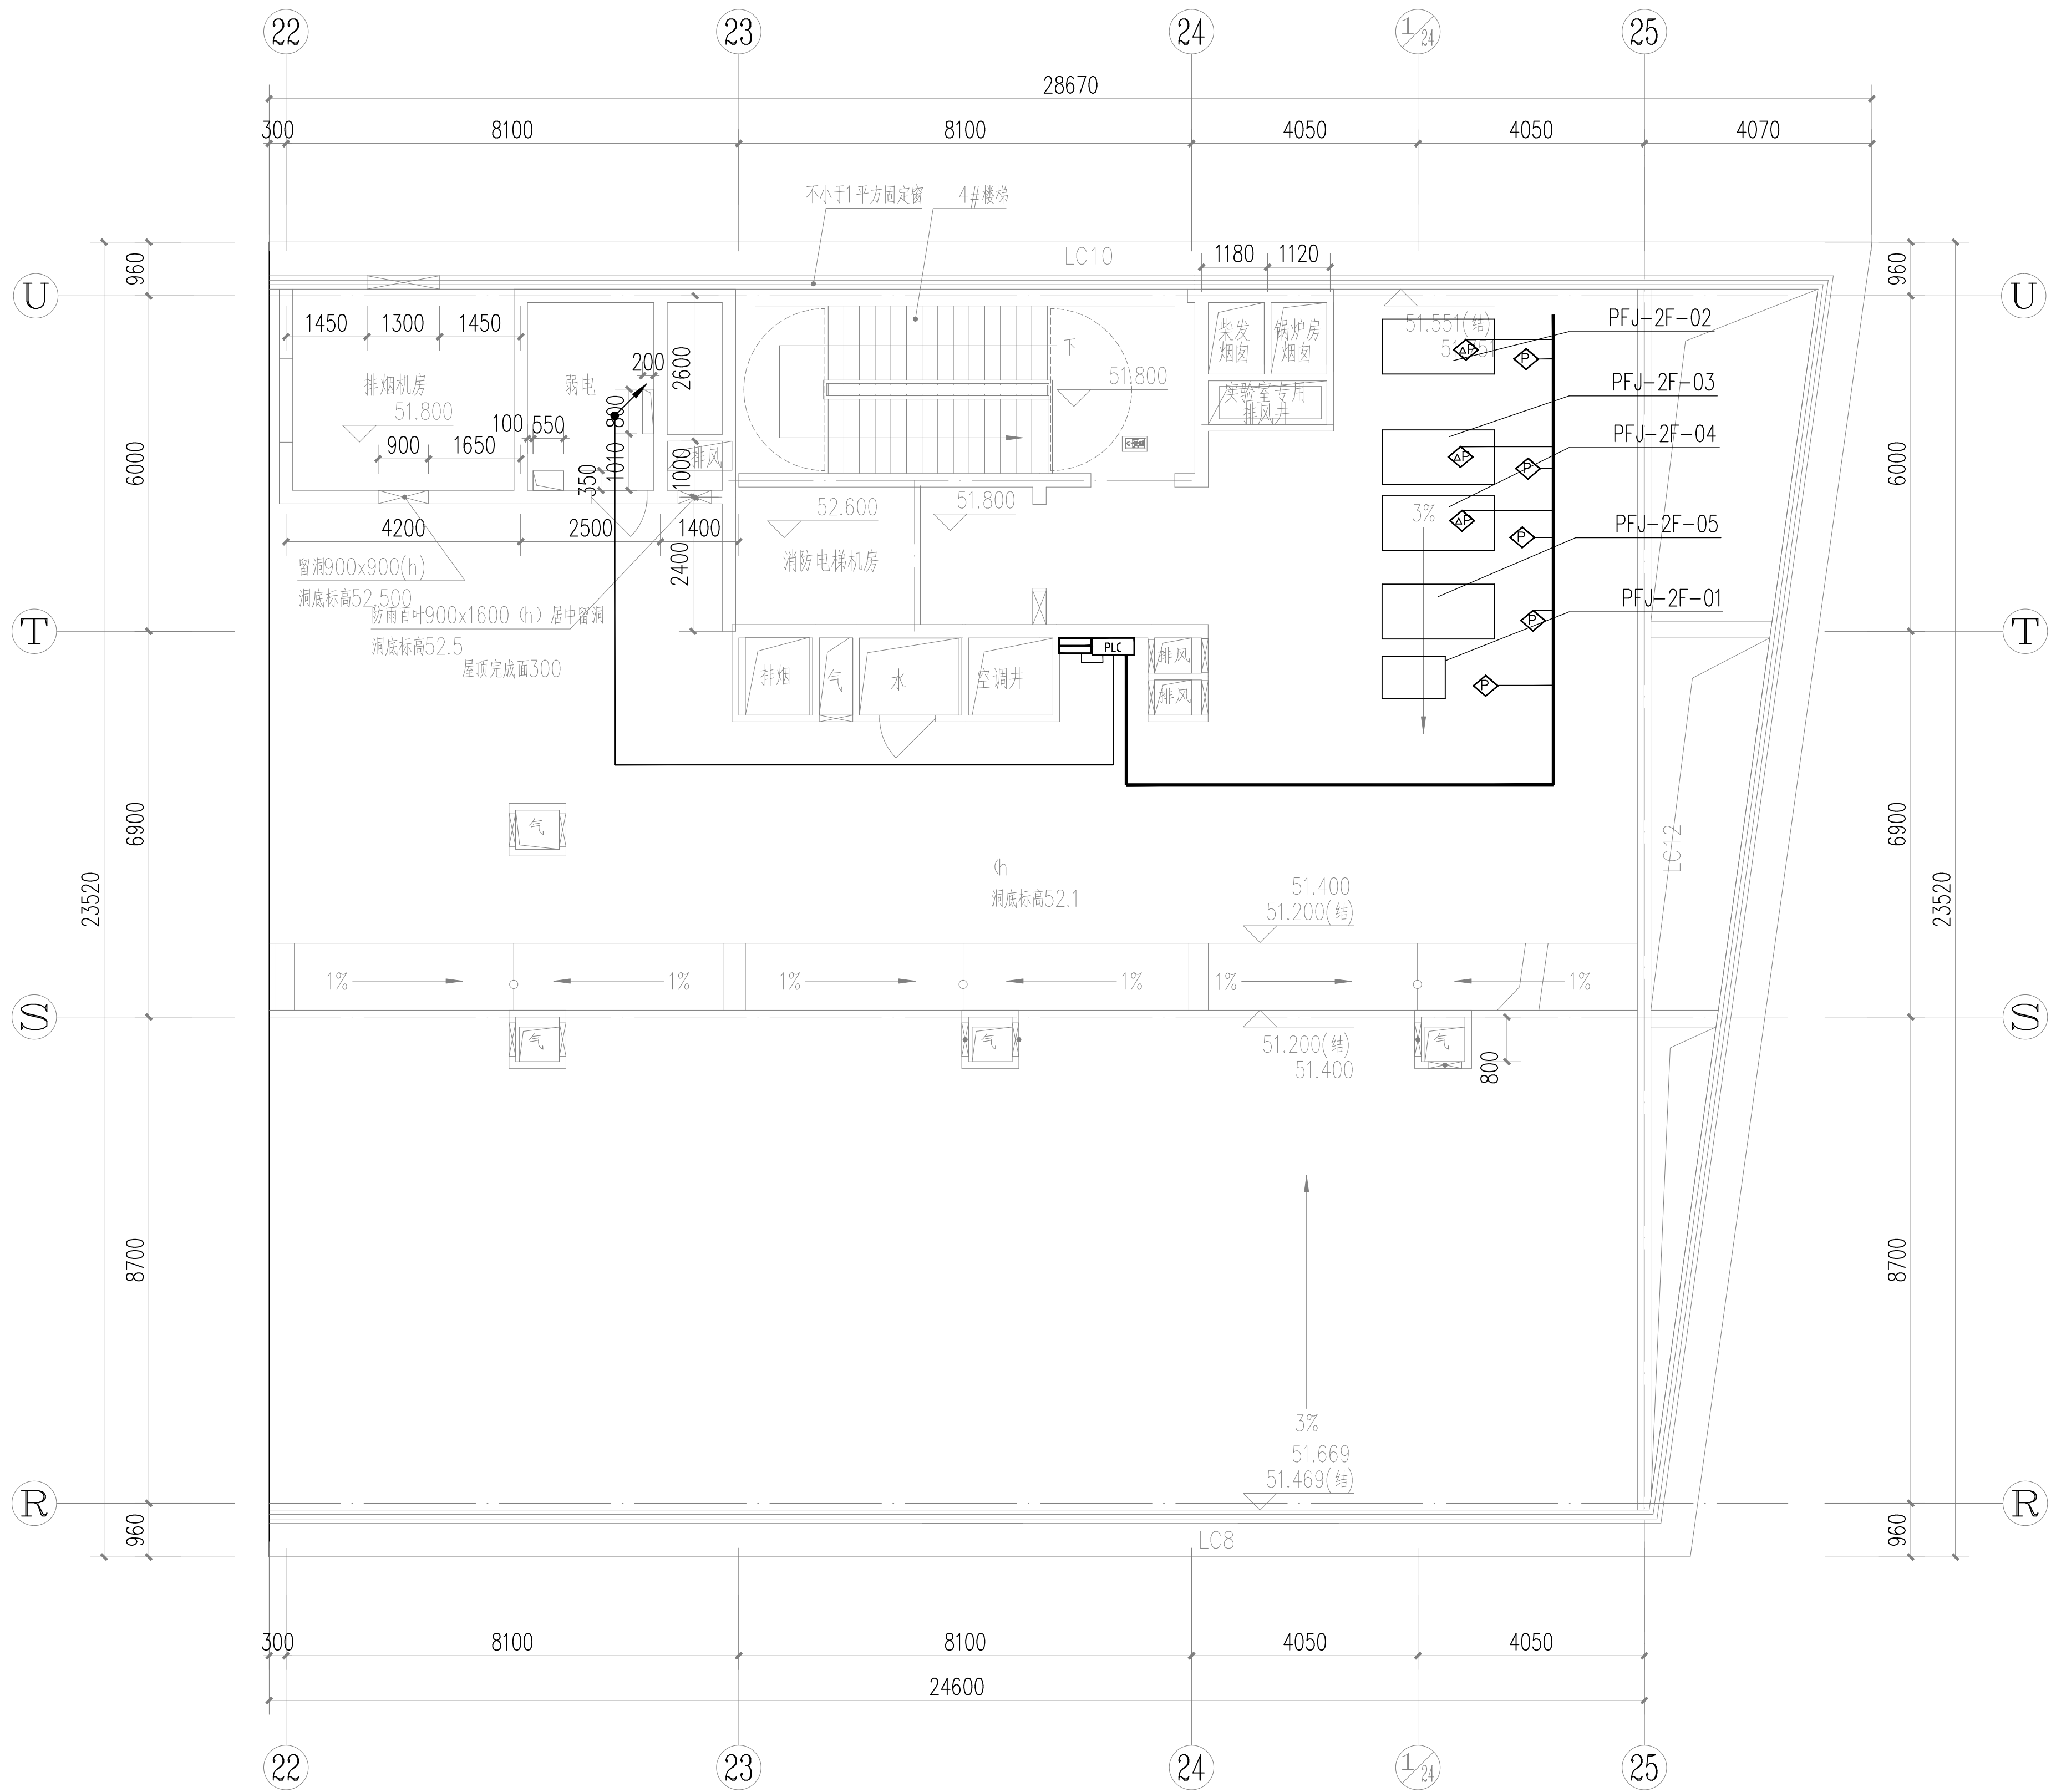 22
23
24
1/24
25
28670
300
8100
8100
4050
4050
4070
不小于1平方固定窗
4#楼梯
960
LC10
1180
1120
960
U
U
1450
1300
1450
柴发
烟囱
锅炉房
烟囱
51.551(结)
PFJ-2F-02
△P
P
下
200
2600
排烟机房
弱电
51.800
51.800
实验室专用
排风井
PFJ-2F-03
800
100
550
900
1650
350
1010
1000
排风
△P
P
PFJ-2F-04
6000
6000
52.600
51.800
3%
△P
P
4200
2500
1400
2400
PFJ-2F-05
消防电梯机房
留洞900x900(h)
洞底标高52.500
防雨百叶900x1600（h）居中留洞
洞底标高52.5
屋顶完成面300
PFJ-2F-01
P
T
T
PLC
排烟
气
水
空调井
排风
排风
P
6900
6900
23520
23520
气
LC12
(h
洞底标高52.1
51.400
51.200(结)
1%
1%
1%
1%
1%
1%
S
S
气
气
气
51.200(结)
51.400
800
8700
8700
3%
51.669
51.469(结)
R
R
960
LC8
960
300
8100
8100
4050
4050
24600
22
23
24
1/24
25